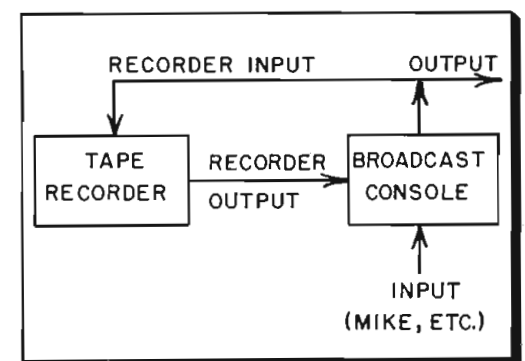 RECORDER INPUT
OUTPUT
TAPE
RECORDER
RECORDER
OUTPUT
BROADCAST
CONSOLE
INPUT
(MIKE, ETC.)